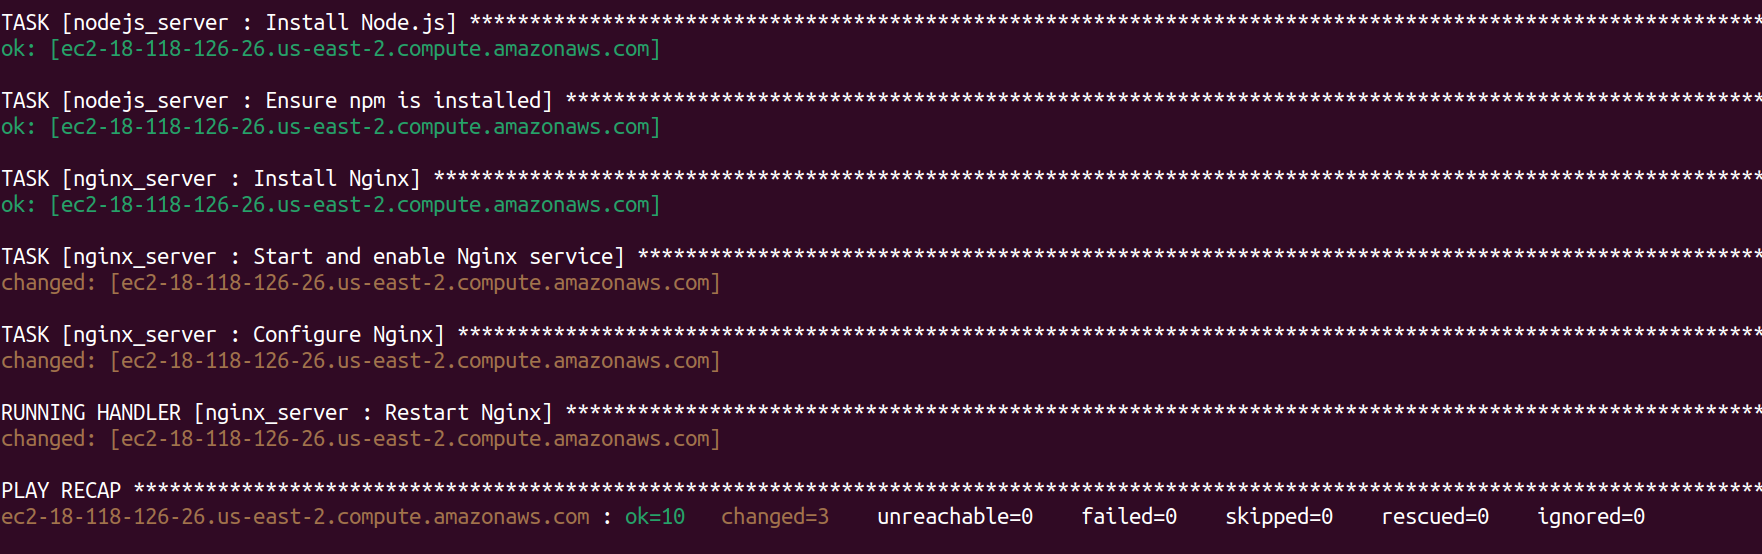 TASK [nodejs_server : Install Node.js] ************************************************************************************************************
ok: [ec2-18-118-126-26.us-east-2.compute.amazonaws.com]
TASK [nodejs_server : Ensure npm is installed] ****************************************************************************************************
ok: [ec2-18-118-126-26.us-east-2.compute.amazonaws.com]
TASK [nginx_server : Install Nginx] ***************************************************************************************************************
ok: [ec2-18-118-126-26.us-east-2.compute.amazonaws.com]
TASK [nginx_server : Start and enable Nginx service] **********************************************************************************************
changed: [ec2-18-118-126-26.us-east-2.compute.amazonaws.com]
TASK [nginx_server : Configure Nginx] *************************************************************************************************************
changed: [ec2-18-118-126-26.us-east-2.compute.amazonaws.com]
RUNNING HANDLER [nginx_server : Restart Nginx] ****************************************************************************************************
changed: [ec2-18-118-126-26.us-east-2.compute.amazonaws.com]
PLAY RECAP ****************************************************************************************************************************************
ec2-18-118-126-26.us-east-2.compute.amazonaws.com : ok=10   changed=3    unreachable=0    failed=0    skipped=0    rescued=0    ignored=0